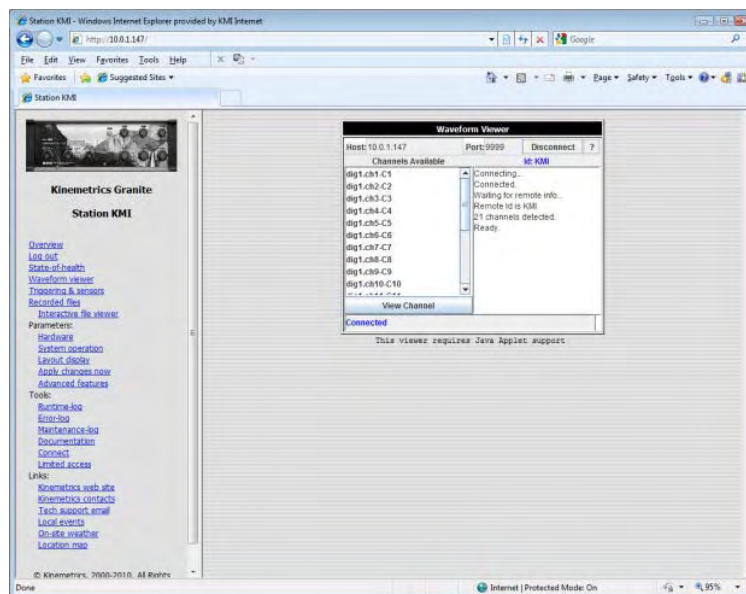 Station KMI - Windows Internet Explorer provided by KMI Internet
http://10.0.1.147/
Google
File Edit View Favorites Tools Help
Favorites Suggested Sites
Page Safety Tools
Station KMI
Kinemetrics Granite
Station KMI
Overview
Log out
State-of-health
Waveform viewer
Triggering & sensors
Recorded files
Interactive file viewer
Parameters:
Hardware
System operation
Layout display
Apply changes now
Advanced features
Tools:
Runtime-log
Error-log
Maintenance-log
Documentation
Connect
Limited access
Links:
Kinemetrics web site
Kinemetrics contacts
Tech support email
Local events
On-site weather
Location map
© Kinemetrics, 2000-2010. All Rights
Waveform Viewer
Host: 10.0.1.147 Port: 9999 Disconnect ?
Channels Available
dig1.ch1-C1
dig1.ch2-C2
dig1.ch3-C3
dig1.ch4-C4
dig1.ch5-C5
dig1.ch6-C6
dig1.ch7-C7
dig1.ch8-C8
dig1.ch9-C9
dig1.ch10-C10
View Channel
Connected
Id: KMI
Connecting...
Connected.
Waiting for remote info...
Remote Id is KMI
21 channels detected.
Ready.
This viewer requires Java Applet support
Done
Internet | Protected Mode: On
95%